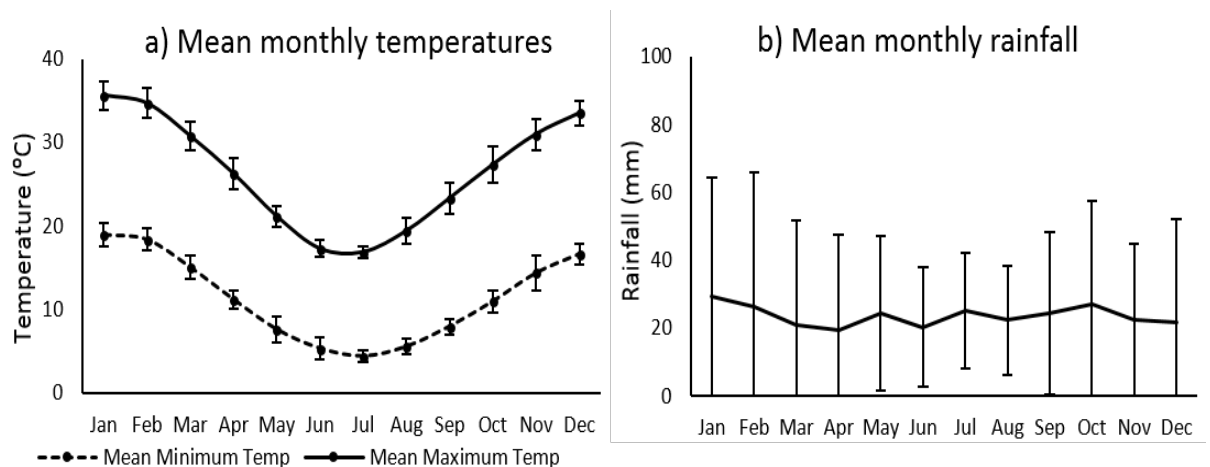 a) Mean monthly temperatures
Temperature (°C)
40
30
20
10
0
Jan Feb Mar Apr May Jun Jul Aug Sep Oct Nov Dec
Mean Minimum Temp Mean Maximum Temp
b) Mean monthly rainfall
Rainfall (mm)
100
80
60
40
20
0
Jan Feb Mar Apr May Jun Jul Aug Sep Oct Nov Dec